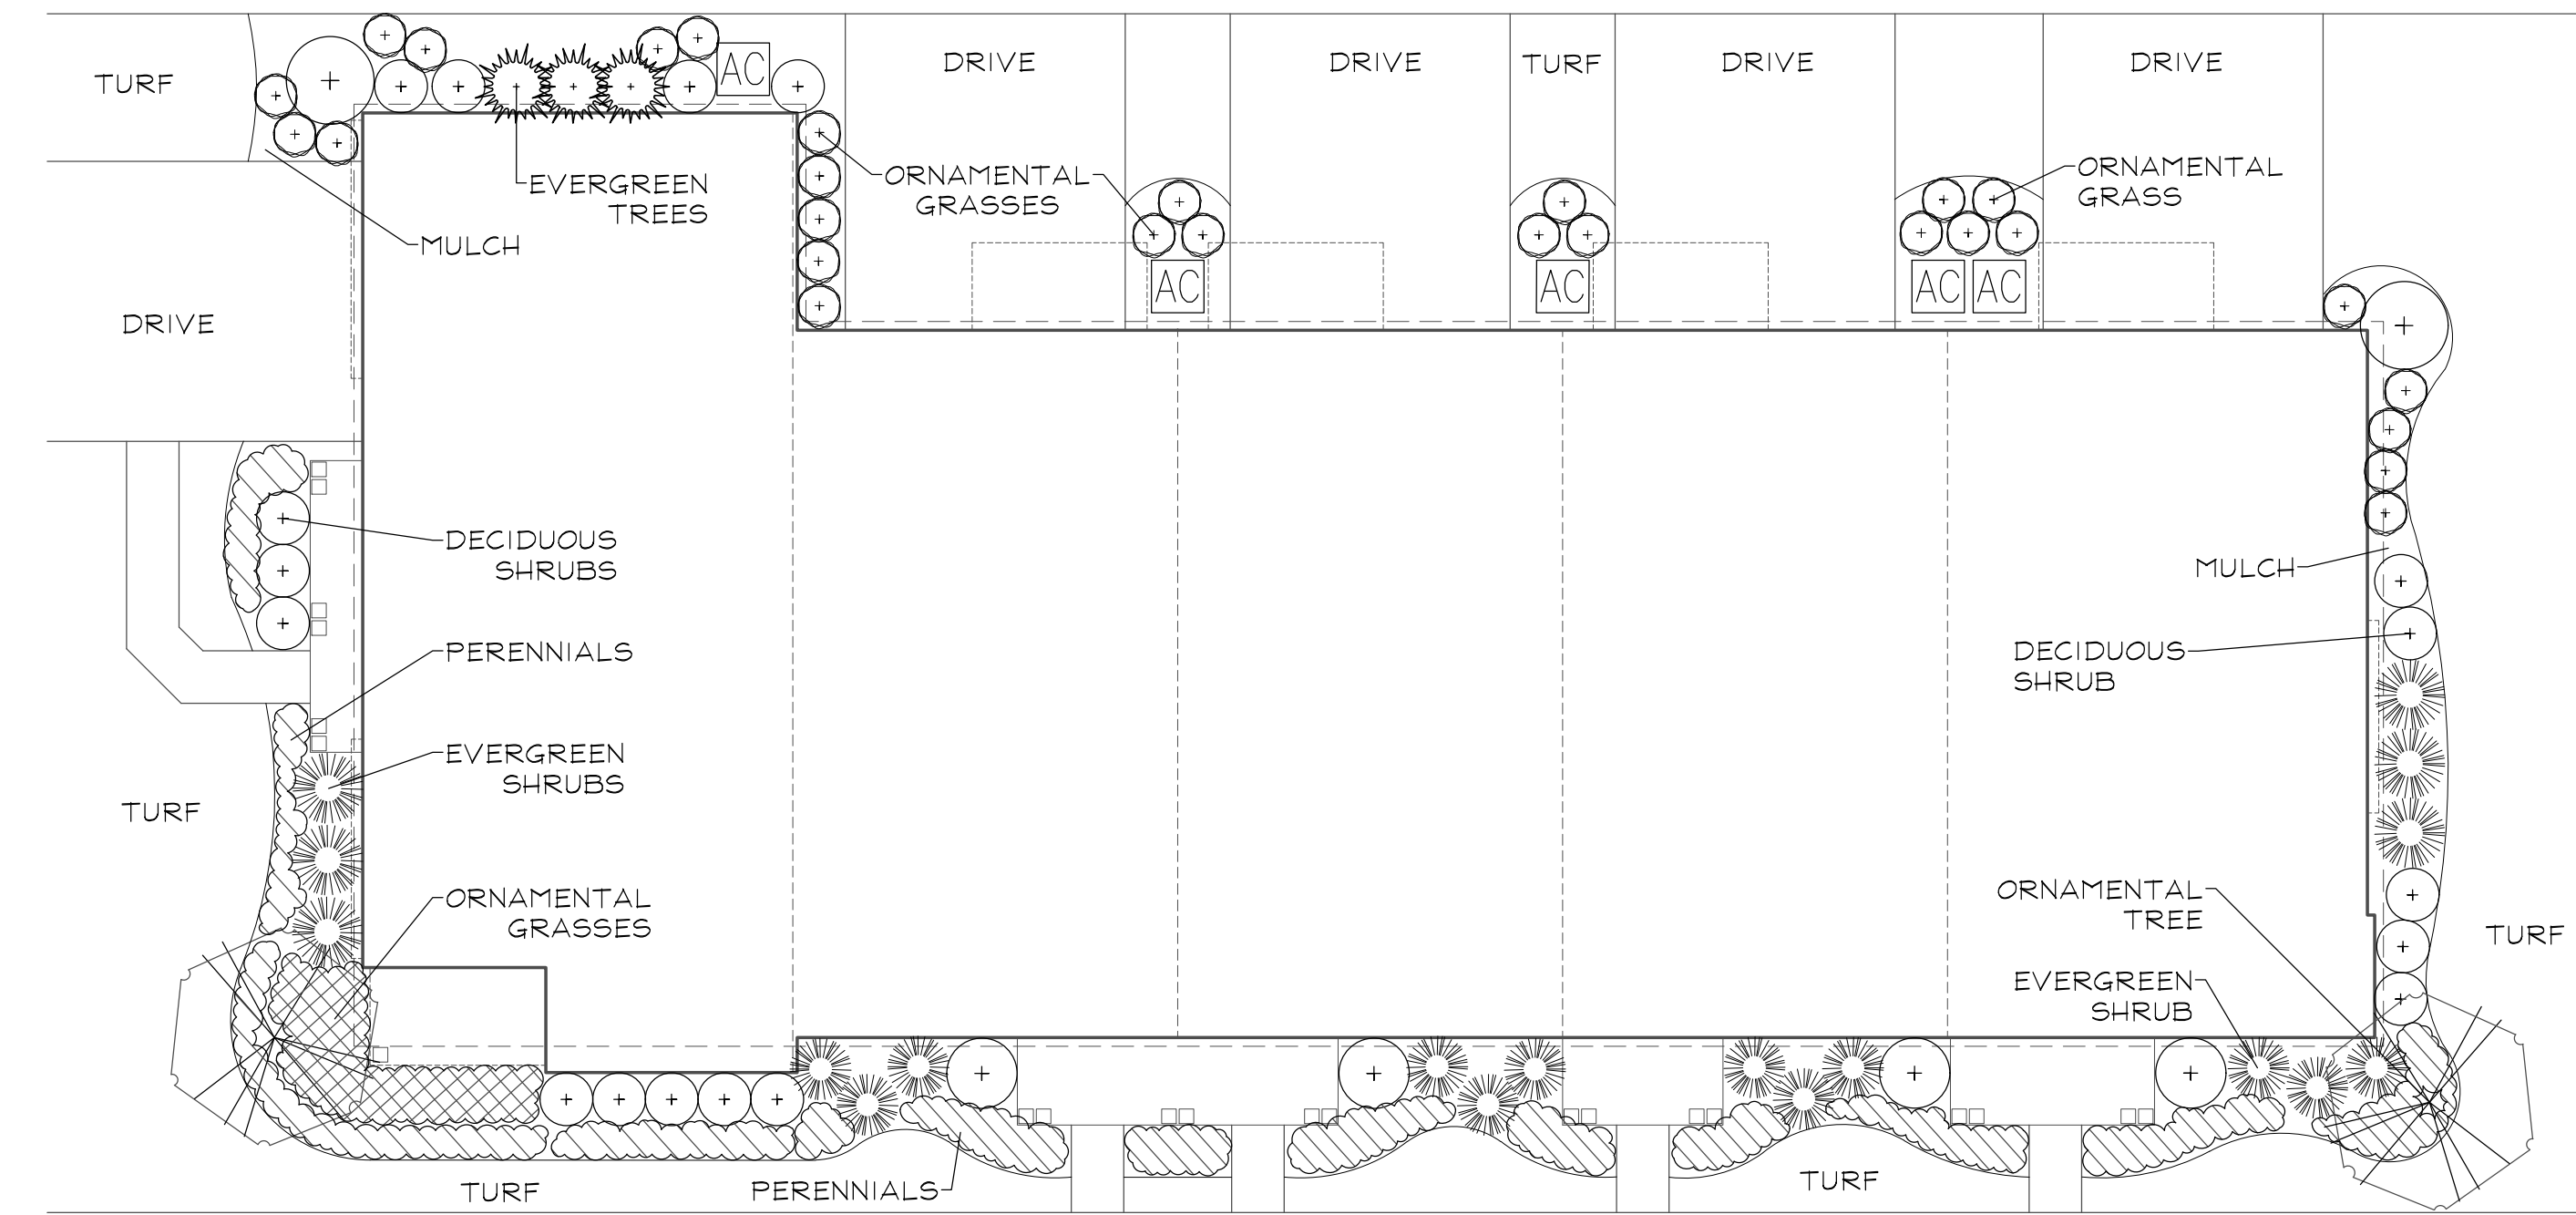 TURF
AC
DRIVE
DRIVE
TURF
DRIVE
DRIVE
EVERGREEN
TREES
ORNAMENTAL
GRASSES
ORNAMENTAL
GRASS
MULCH
AC
AC
AC
AC
DRIVE
DECIDUOUS
SHRUBS
MULCH
PERENNIALS
DECIDUOUS
SHRUB
EVERGREEN
SHRUBS
TURF
ORNAMENTAL
GRASSES
ORNAMENTAL
TREE
TURF
EVERGREEN
SHRUB
TURF
PERENNIALS
TURF